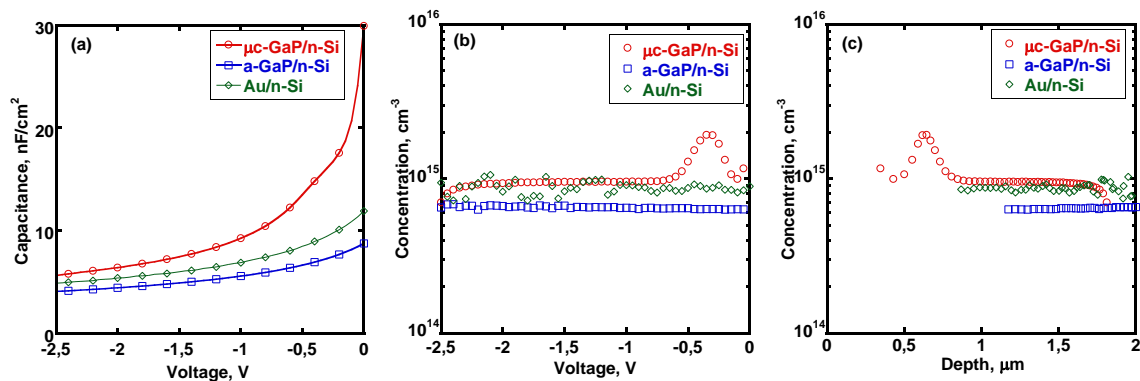 (a)
μc-GaP/n-Si
a-GaP/n-Si
Au/n-Si
Capacitance, nF/cm²
30
20
10
0
-2,5 -2 -1,5 -1 -0,5 0
Voltage, V
(b)
μc-GaP/n-Si
a-GaP/n-Si
Au/n-Si
Concentration, cm⁻³
10¹⁶
10¹⁵
10¹⁴
-2,5 -2 -1,5 -1 -0,5 0
Voltage, V
(c)
μc-GaP/n-Si
a-GaP/n-Si
Au/n-Si
Concentration, cm⁻³
10¹⁶
10¹⁵
10¹⁴
0 0,5 1 1,5 2
Depth, μm